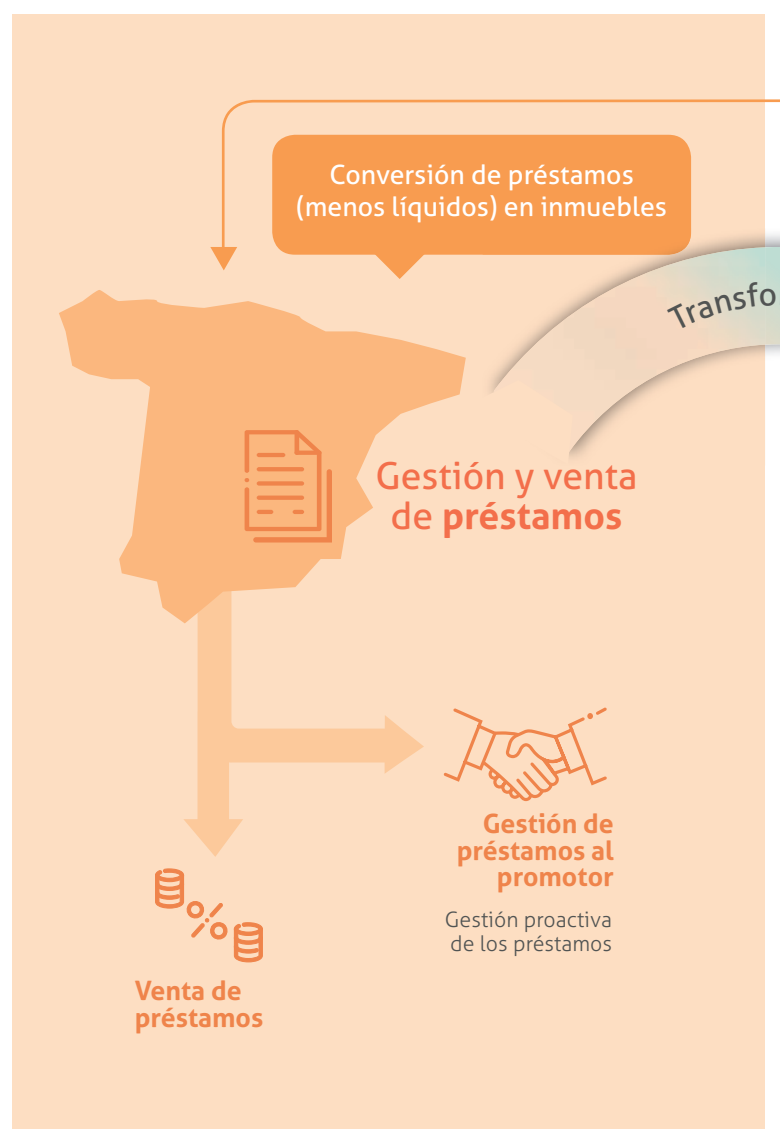 Conversión de préstamos
(menos líquidos) en inmuebles
Transfo
Gestión y venta
de préstamos
Gestión de
préstamos al
promotor
Gestión proactiva
de los préstamos
Venta de
préstamos